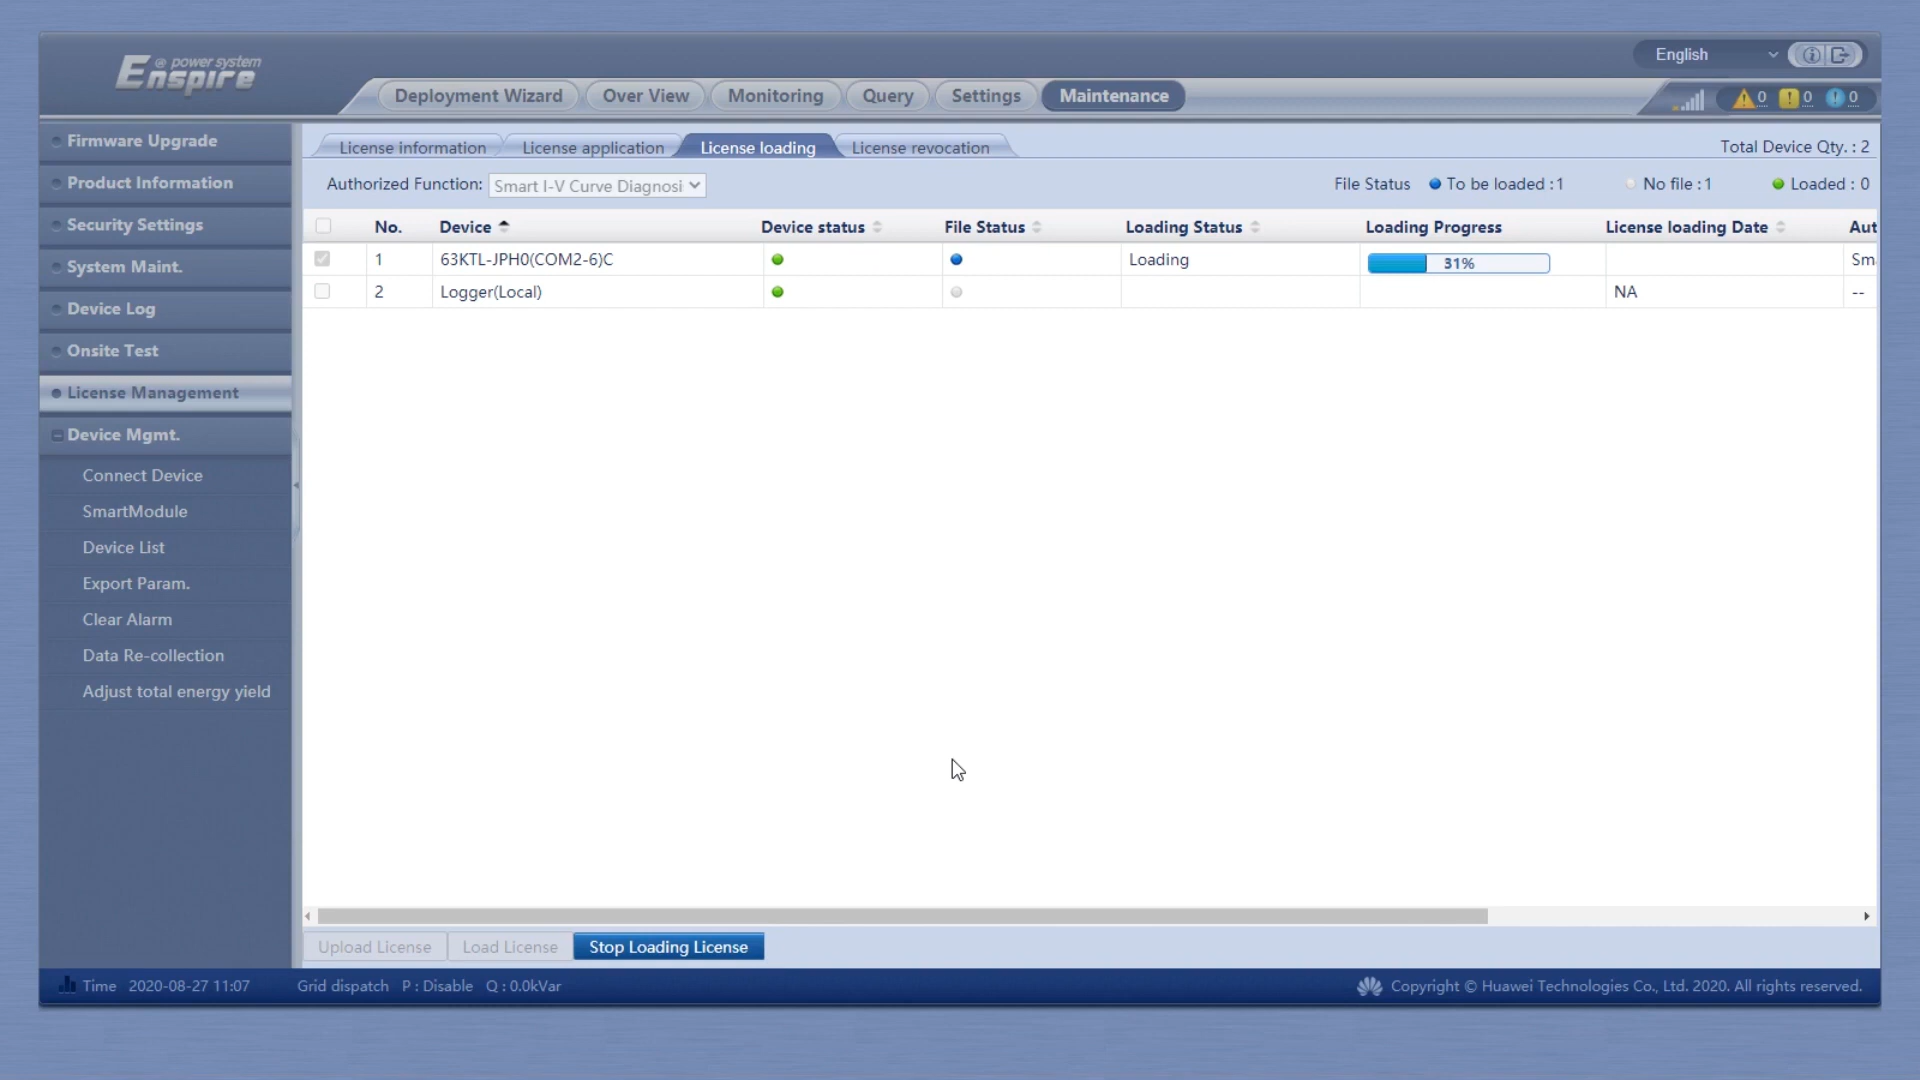 English
Enspire @ power system
Deployment Wizard Over View Monitoring Query Settings Maintenance
0 0 0
Firmware Upgrade
Product Information
Security Settings
System Maint.
Device Log
Onsite Test
License Management
Device Mgmt.
Connect Device
SmartModule
Device List
Export Param.
Clear Alarm
Data Re-collection
Adjust total energy yield
License information License application License loading License revocation Total Device Qty. : 2
Authorized Function: Smart I-V Curve Diagnosi File Status To be loaded : 1 No file : 1 Loaded : 0
No. Device Device status File Status Loading Status Loading Progress License loading Date Aut
1 63KTL-JPH0(COM2-6)C Loading 31% Sm
2 Logger(Local) NA --
Upload License Load License Stop Loading License
Time 2020-08-27 11:07 Grid dispatch P : Disable Q : 0.0kVar Copyright © Huawei Technologies Co., Ltd. 2020. All rights reserved.